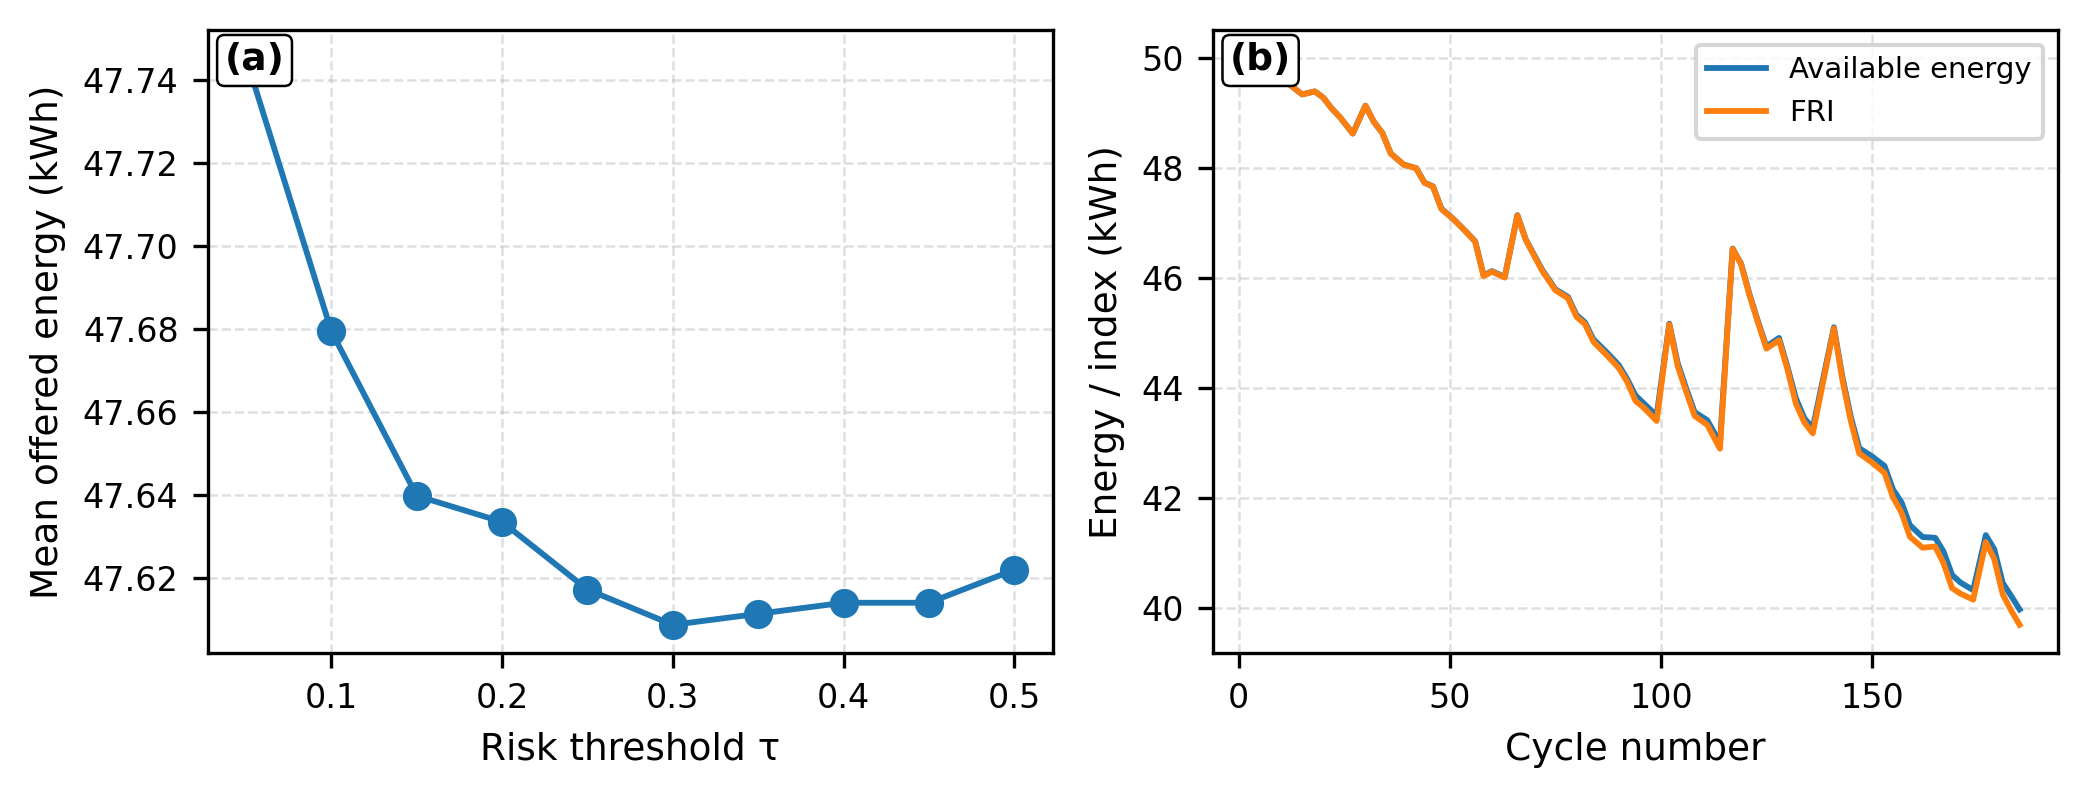 (a)
Mean offered energy (kWh)
47.74
47.72
47.70
47.68
47.66
47.64
47.62
0.1 0.2 0.3 0.4 0.5
Risk threshold τ
(b)
Available energy
FRI
Energy / index (kWh)
50
48
46
44
42
40
0 50 100 150
Cycle number